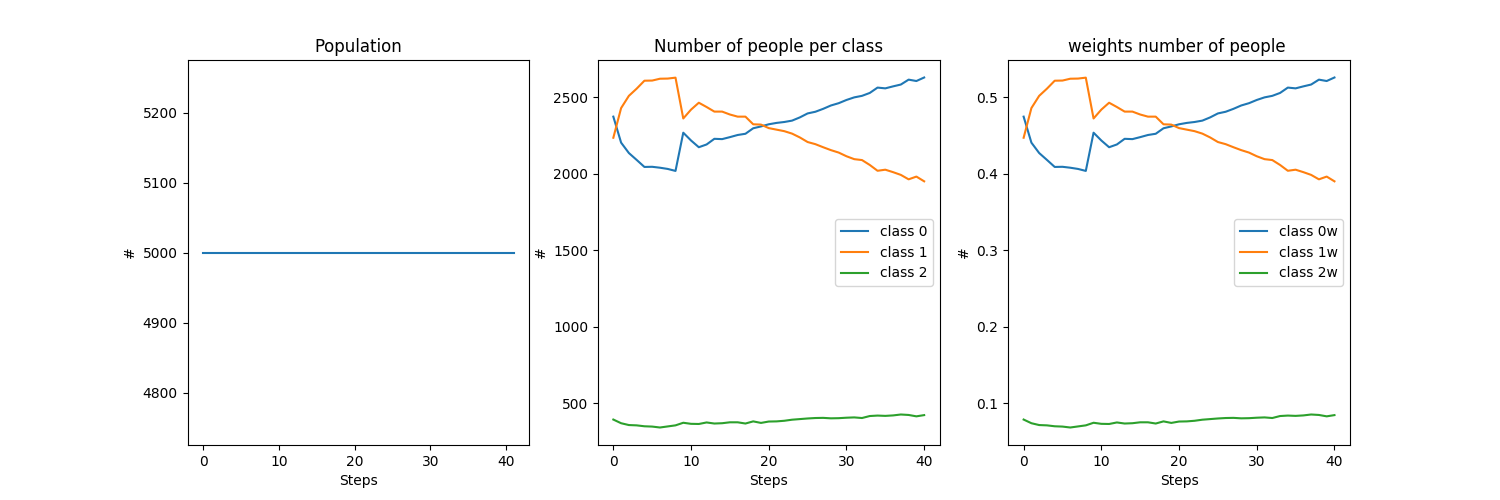 Population
5200
5100
5000
4900
4800
#
0 10 20 30 40
Steps
Number of people per class
2500
2000
1500
1000
500
#
class 0
class 1
class 2
0 10 20 30 40
Steps
weights number of people
0.5
0.4
0.3
0.2
0.1
#
class 0w
class 1w
class 2w
0 10 20 30 40
Steps